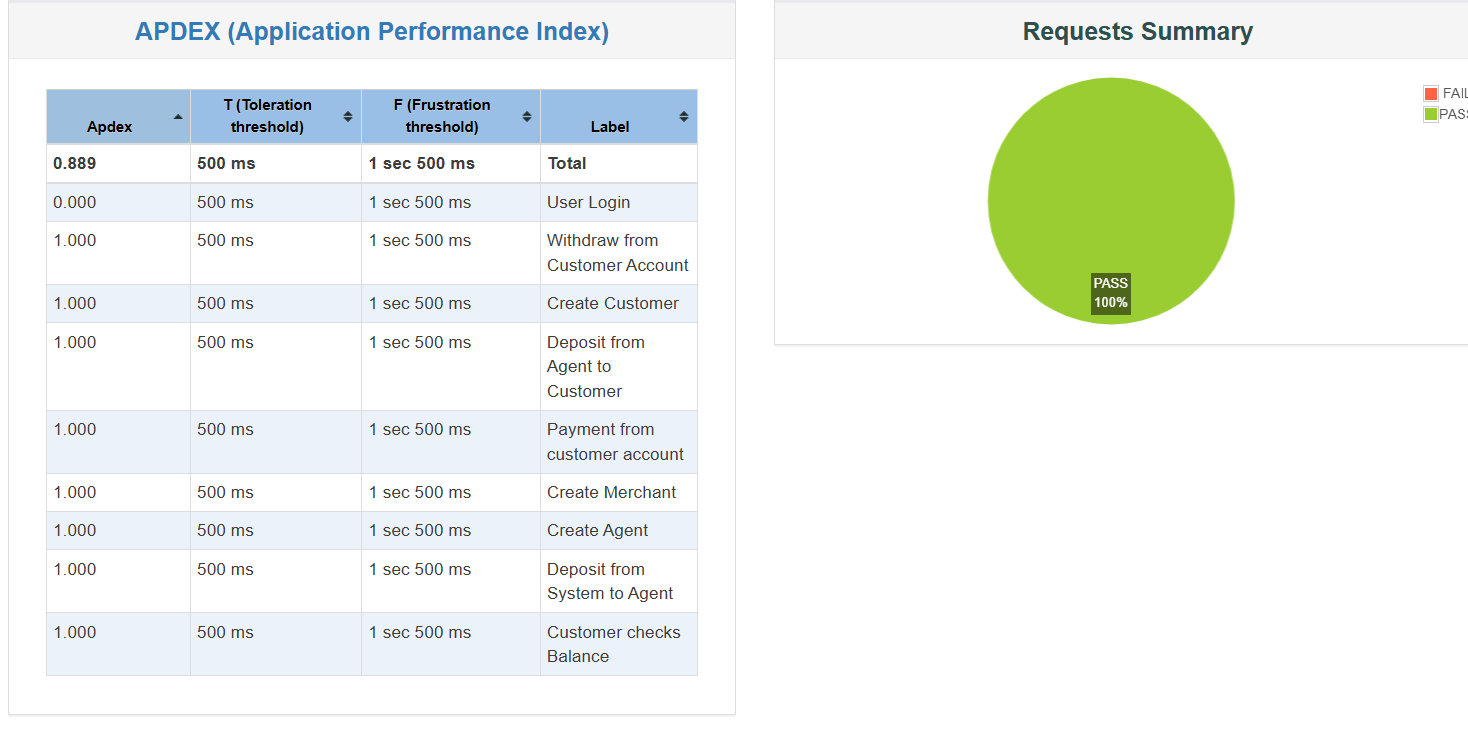 APDEX (Application Performance Index)
Apdex
T (Toleration
threshold)
F (Frustration
threshold)
Label
0.889 500 ms 1 sec 500 ms Total
0.000 500 ms 1 sec 500 ms User Login
1.000 500 ms 1 sec 500 ms Withdraw from
Customer Account
1.000 500 ms 1 sec 500 ms Create Customer
1.000 500 ms 1 sec 500 ms Deposit from
Agent to
Customer
1.000 500 ms 1 sec 500 ms Payment from
customer account
1.000 500 ms 1 sec 500 ms Create Merchant
1.000 500 ms 1 sec 500 ms Create Agent
1.000 500 ms 1 sec 500 ms Deposit from
System to Agent
1.000 500 ms 1 sec 500 ms Customer checks
Balance
Requests Summary
FAIL
PASS
PASS
100%